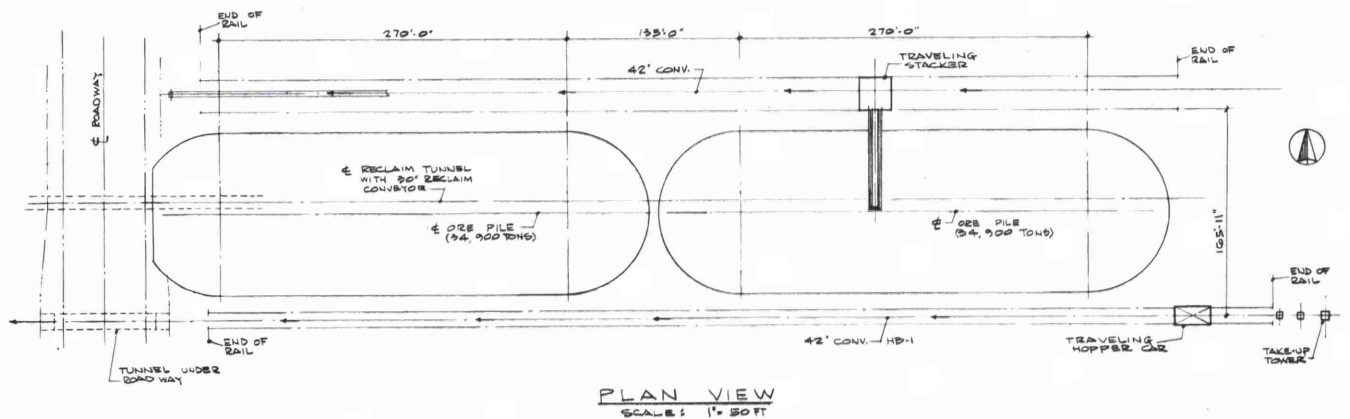 END OF
RAIL
270'-0"
135'-0"
270'-0"
TRAVELING
STACKER
END OF
RAIL
42" CONV.
℄ ROADWAY
℄ RECLAIM TUNNEL
WITH 30" RECLAIM
CONVEYOR
℄ ORE PILE
(34,900 TONS)
℄ ORE PILE
(34,900 TONS)
165'-11"
END OF
RAIL
END OF
RAIL
42" CONV. HB-1
TRAVELING
HOPPER CAR
TAKE-UP
TOWER
TUNNEL UNDER
ROADWAY
PLAN VIEW
SCALE: 1"=50 FT